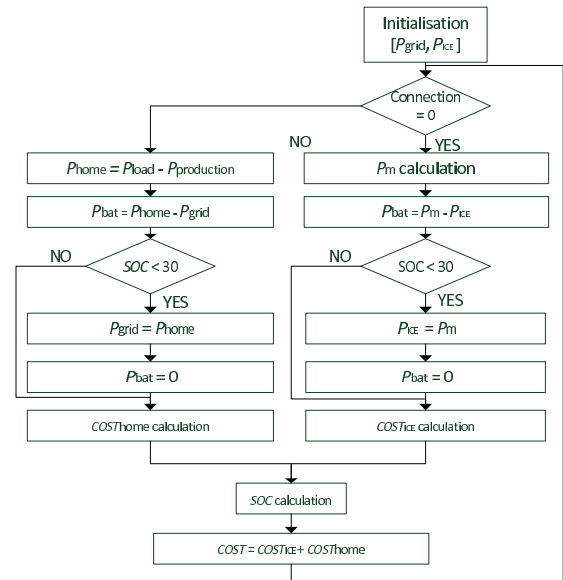 Initialisation
[Pgrid, PICE]
Connection
= 0
NO
YES
Phome = Pload - Pproduction
Pm calculation
Pbat = Phome - Pgrid
Pbat = Pm - PICE
NO
SOC < 30
NO
SOC < 30
YES
YES
Pgrid = Phome
PICE = Pm
Pbat = 0
Pbat = 0
COSThome calculation
COSTICE calculation
SOC calculation
COST = COSTICE + COSThome